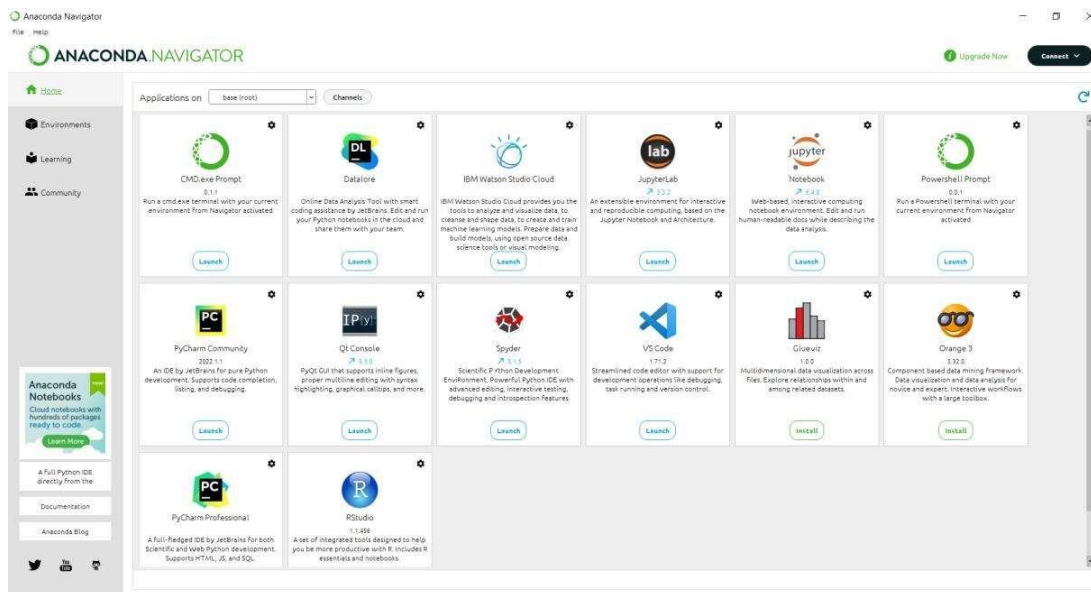 Anaconda Navigator
File Help
ANACONDA.NAVIGATOR
Upgrade Now
Connect
Home
Environments
Learning
Community
Applications on
base (root)
Channels
CMD.exe Prompt
0.1.1
Run a cmd.exe terminal with your current
environment from Navigator activated
Launch
DL
Datalore
Online Data Analysis Tool with smart
coding assistance by JetBrains. Edit and run
your Python notebooks in the cloud and
share them with your team.
Launch
IBM Watson Studio Cloud
IBM Watson Studio Cloud provides you the
tools to analyze and visualize data, to
cleanse and shape data, to create and train
machine learning models. Prepare data and
build models, using open source data
science tools or visual modeling.
Launch
lab
JupyterLab
3.3.2
An extensible environment for interactive
and reproducible computing, based on the
Jupyter Notebook and Architecture.
Launch
jupyter
Notebook
6.4.8
Web-based, interactive computing
notebook environment. Edit and run
human-readable docs while describing the
data analysis.
Launch
Powershell Prompt
0.0.1
Run a Powershell terminal with your
current environment from Navigator
activated
Launch
PC
PyCharm Community
2022.1.1
An IDE by JetBrains for pure Python
development. Supports code completion,
listing, and debugging.
Launch
IP[y]:
Qt Console
PyQt GUI that supports inline figures,
proper multiline editing with syntax
highlighting, graphical calltips, and more.
Launch
Spyder
Scientific PYthon Development
EnviRonment. Powerful Python IDE with
advanced editing, interactive testing,
debugging and introspection features
Launch
VS Code
1.71.2
Streamlined code editor with support for
development operations like debugging,
task running and version control.
Launch
Glueviz
1.0.0
Multidimensional data visualization across
files. Explore relationships within and
among related datasets.
Install
Orange 3
3.32.0
Component based data mining framework.
Data visualization and data analysis for
novice and expert. Interactive workflows
with a large toolbox.
Install
PC
PyCharm Professional
A full-fledged IDE by JetBrains for both
Scientific and Web Python development.
Supports HTML, JS, and SQL.
R
RStudio
1.1.456
A set of integrated tools designed to help
you be more productive with R. Includes R
essentials and notebooks.
Anaconda
Notebooks
Cloud notebooks with
hundreds of packages
ready to code.
Learn More
A Full Python IDE
directly from the
Documentation
Anaconda Blog
You
Tube